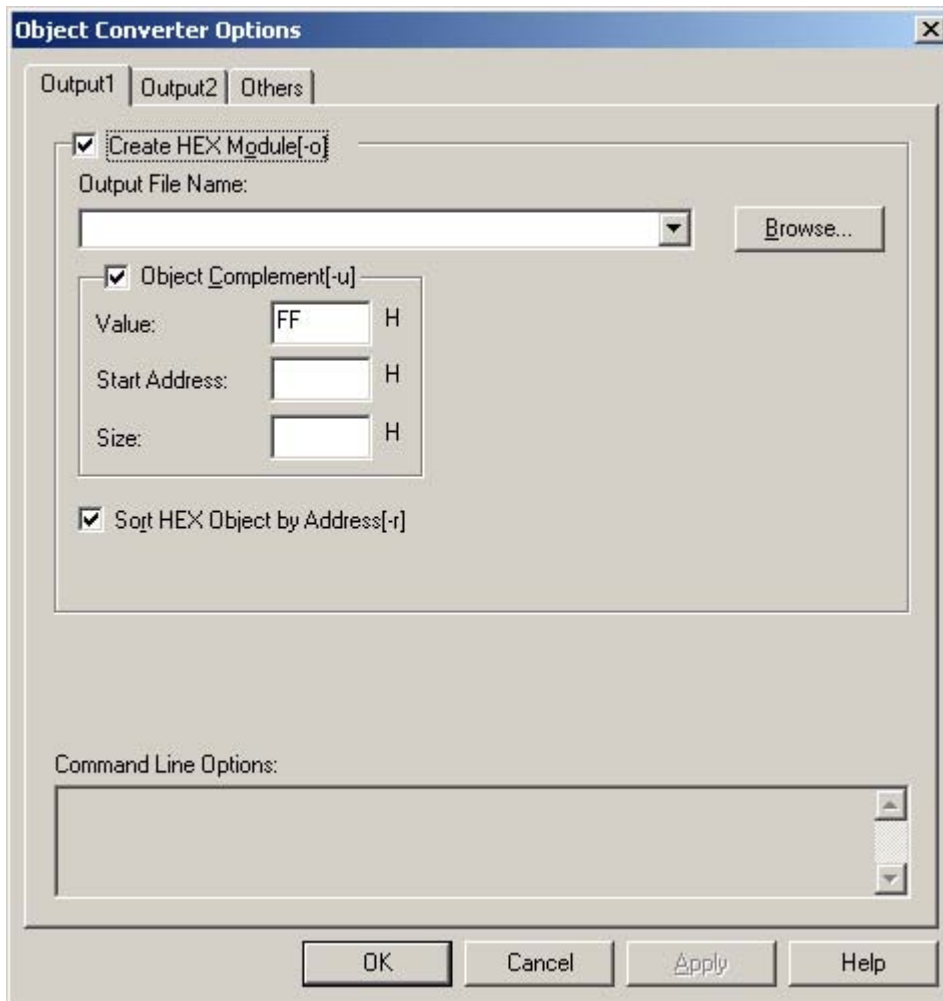 Object Converter Options
Output1 Output2 Others
Create HEX Module[-o]
Output File Name:
Browse...
Object Complement[-u]
Value: FF H
Start Address: H
Size: H
Sort HEX Object by Address[-r]
Command Line Options:
OK Cancel Apply Help